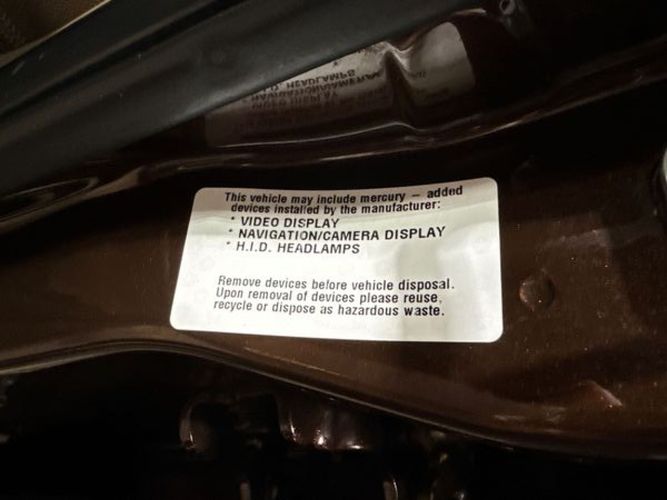 This vehicle may include mercury – added
devices installed by the manufacturer:
* VIDEO DISPLAY
* NAVIGATION/CAMERA DISPLAY
* H.I.D. HEADLAMPS
Remove devices before vehicle disposal.
Upon removal of devices please reuse,
recycle or dispose as hazardous waste.